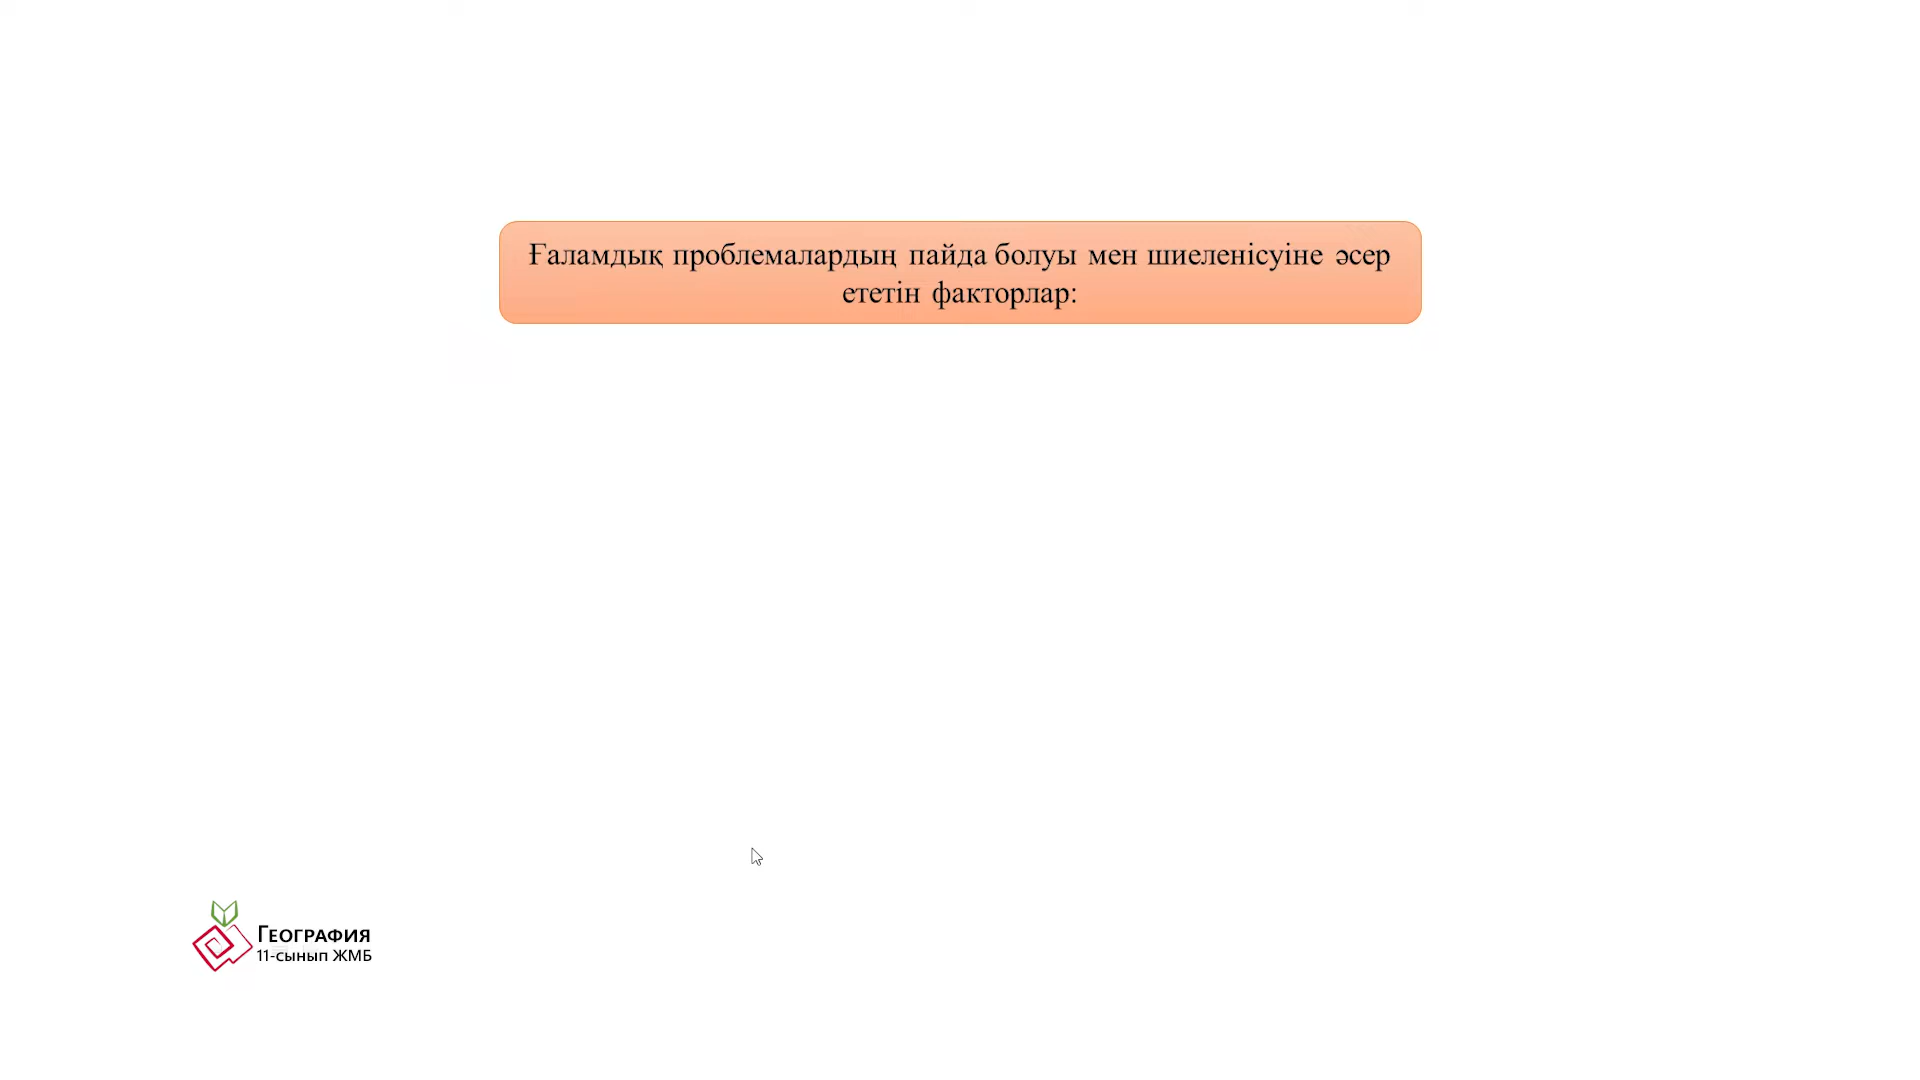 Ғаламдық проблемалардың пайда болуы мен шиеленісуіне әсер
ететін факторлар:
География
11-сынып ЖМБ